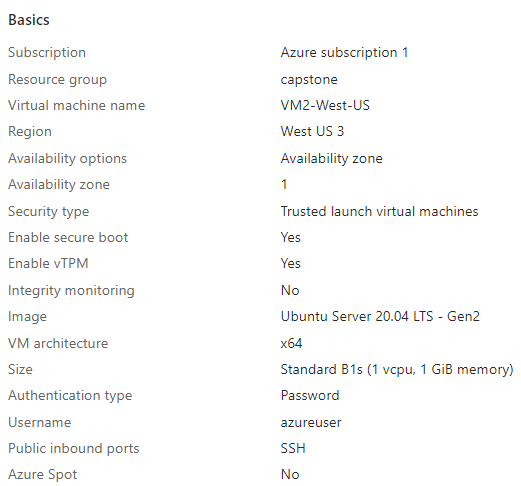 Basics
Subscription Azure subscription 1
Resource group capstone
Virtual machine name VM2-West-US
Region West US 3
Availability options Availability zone
Availability zone 1
Security type Trusted launch virtual machines
Enable secure boot Yes
Enable vTPM Yes
Integrity monitoring No
Image Ubuntu Server 20.04 LTS - Gen2
VM architecture x64
Size Standard B1s (1 vcpu, 1 GiB memory)
Authentication type Password
Username azureuser
Public inbound ports SSH
Azure Spot No